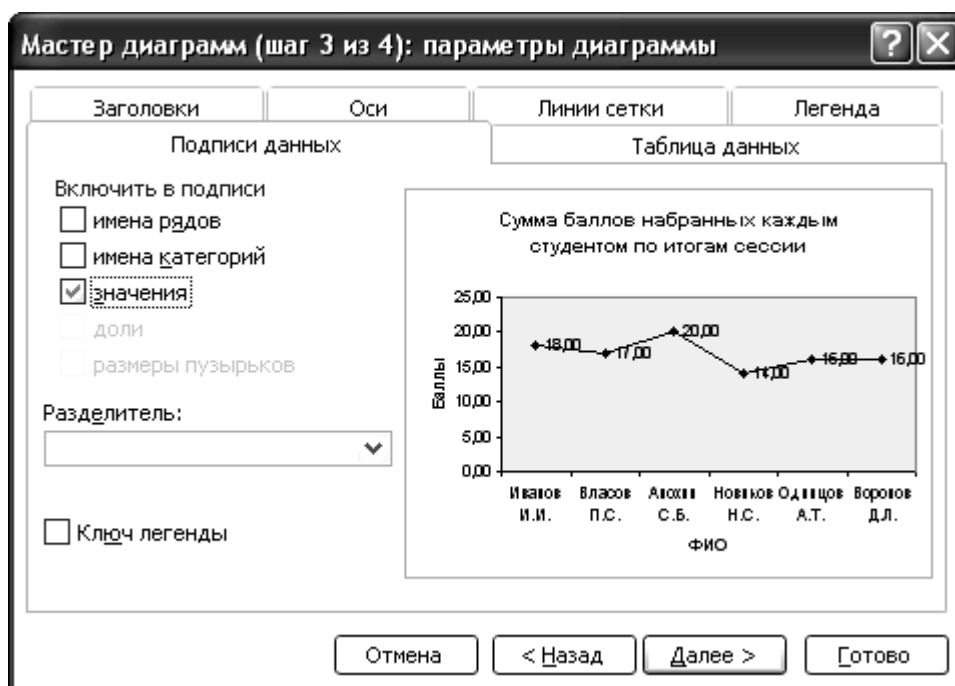 Мастер диаграмм (шаг 3 из 4): параметры диаграммы
Заголовки
Оси
Линии сетки
Легенда
Подписи данных
Таблица данных
Включить в подписи
имена рядов
имена категорий
значения
доли
размеры пузырьков
Разделитель:
Ключ легенды
Сумма баллов набранных каждым
студентом по итогам сессии
Баллы
25,00
20,00
15,00
10,00
5,00
0,00
18,00
17,00
20,00
14,00
16,00
16,00
Иванов Власов Анохин Новиков Одинцов Воронов
И.И. П.С. С.Б. Н.С. А.Т. Д.Л.
ФИО
Отмена
< Назад
Далее >
Готово